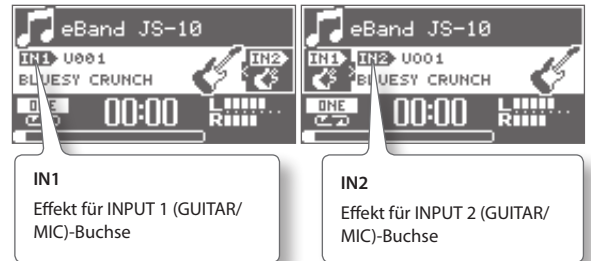 eBand JS-10
IN1 U001 IN2
BLUESY CRUNCH
ONE 00:00 L
R
eBand JS-10
IN1 IN2 U001
BLUESY CRUNCH
ONE 00:00 L
R
IN1
Effekt für INPUT 1 (GUITAR/
MIC)-Buchse
IN2
Effekt für INPUT 2 (GUITAR/
MIC)-Buchse